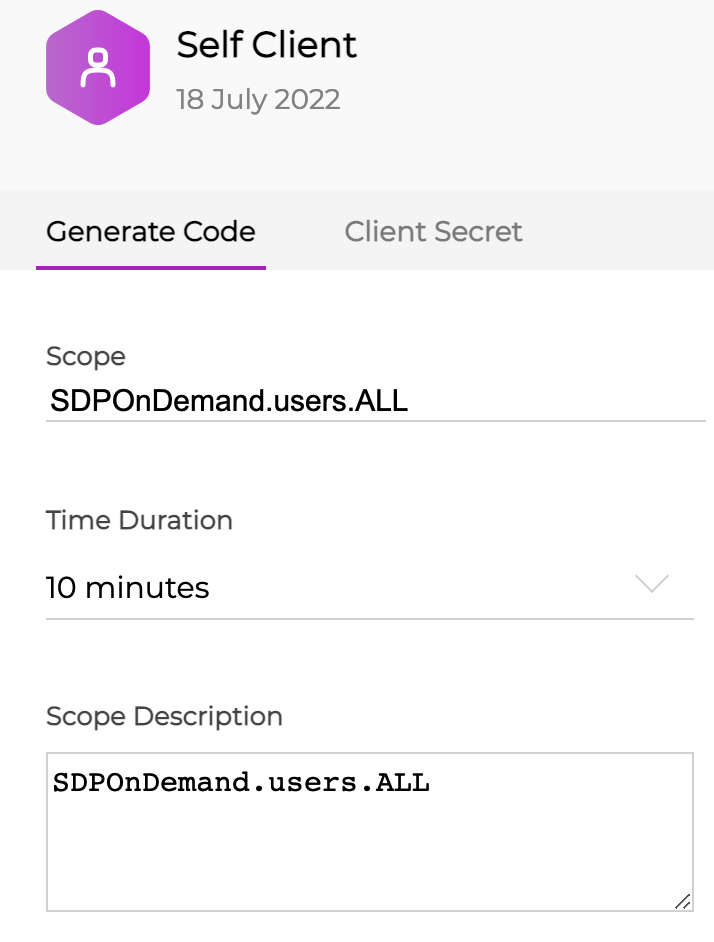 Self Client
18 July 2022
Generate Code
Client Secret
Scope
SDPOnDemand.users.ALL
Time Duration
10 minutes
Scope Description
SDPOnDemand.users.ALL